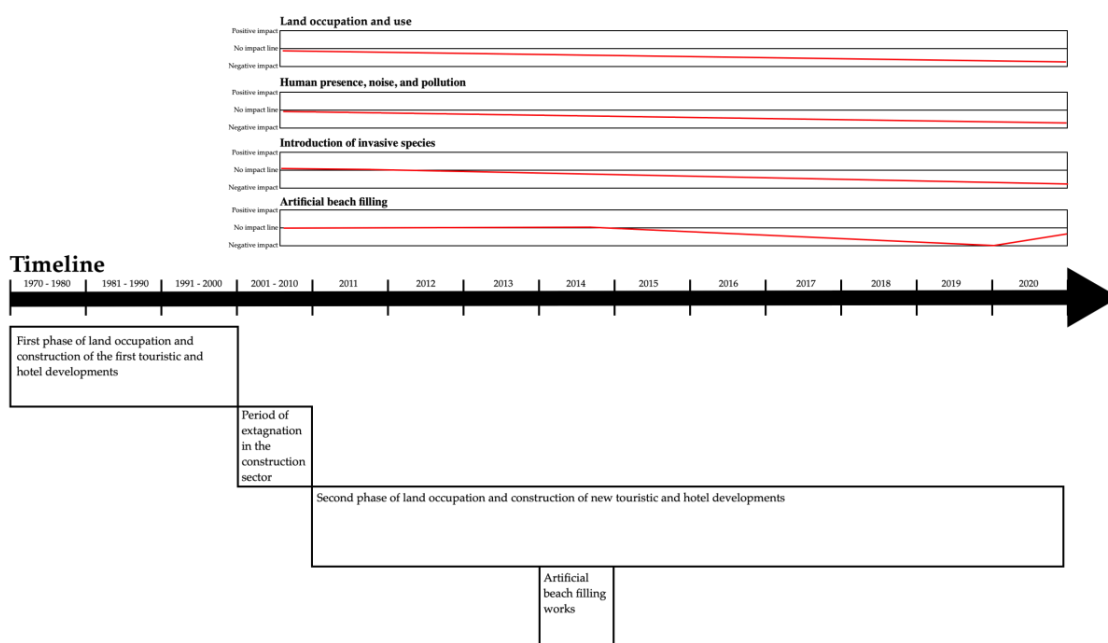 Land occupation and use
Positive impact
No impact line
Negative impact
Human presence, noise, and pollution
Positive impact
No impact line
Negative impact
Introduction of invasive species
Positive impact
No impact line
Negative impact
Artificial beach filling
Positive impact
No impact line
Negative impact
Timeline
1970 - 1980 1981 - 1990 1991 - 2000 2001 - 2010 2011 2012 2013 2014 2015 2016 2017 2018 2019 2020
First phase of land occupation and
construction of the first touristic and
hotel developments
Period of
extagnation
in the
construction
sector
Second phase of land occupation and construction of new touristic and hotel developments
Artificial
beach filling
works